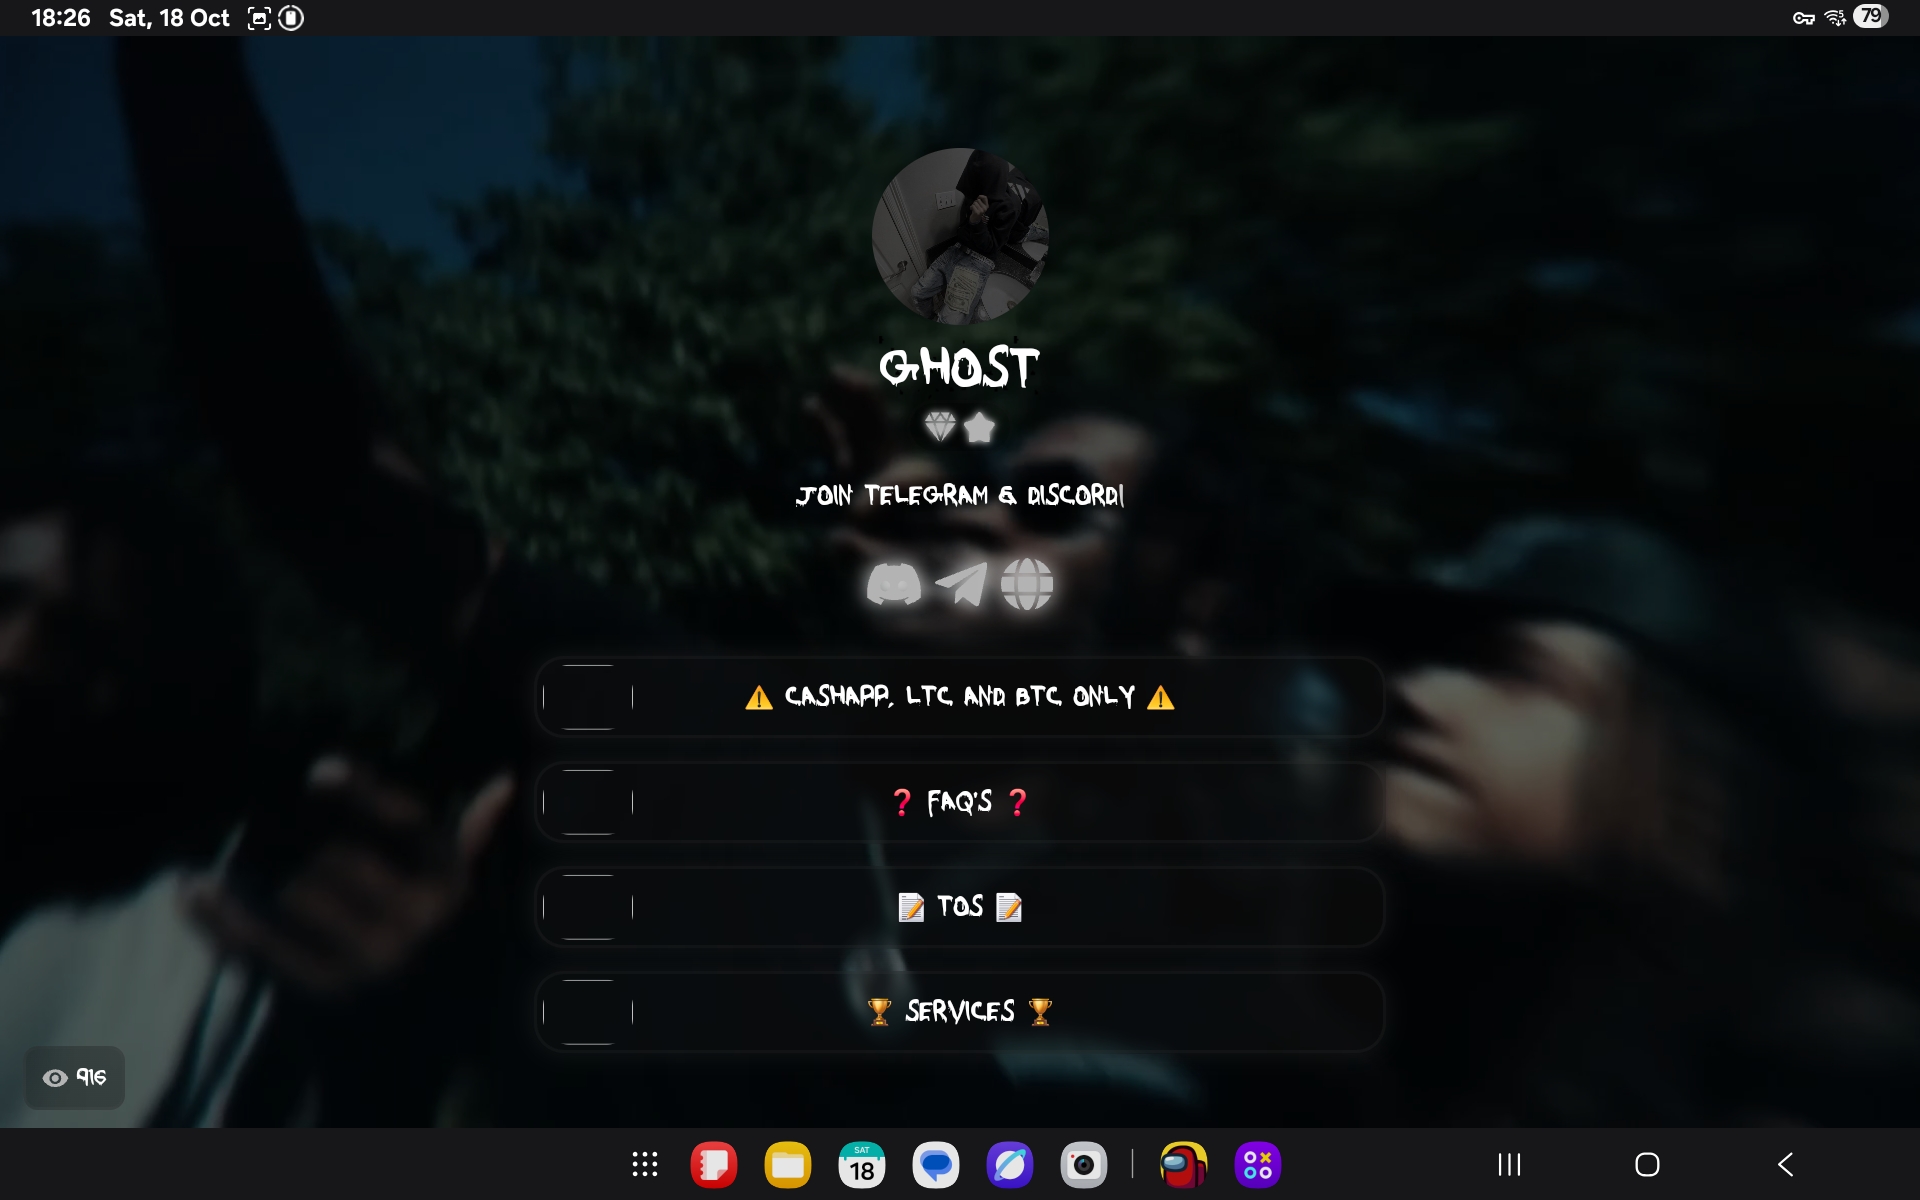 18:26 Sat, 18 Oct
79
GHOST
JOIN TELEGRAM & DISCORD|
⚠️ CASHAPP, LTC AND BTC ONLY ⚠️
❓ FAQ'S ❓
📝 TOS 📝
🏆 SERVICES 🏆
916
SAT
18